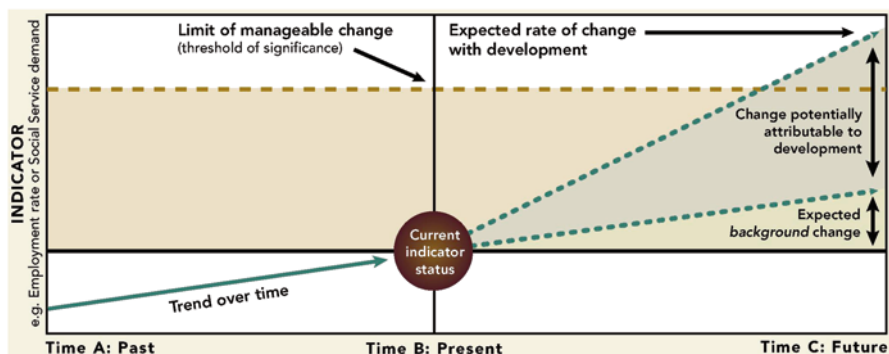 INDICATOR
e.g. Employment rate or Social Service demand
Limit of manageable change
(threshold of significance)
Expected rate of change
with development
Change potentially
attributable to
development
Expected
background change
Current
indicator
status
Trend over time
Time A: Past
Time B: Present
Time C: Future